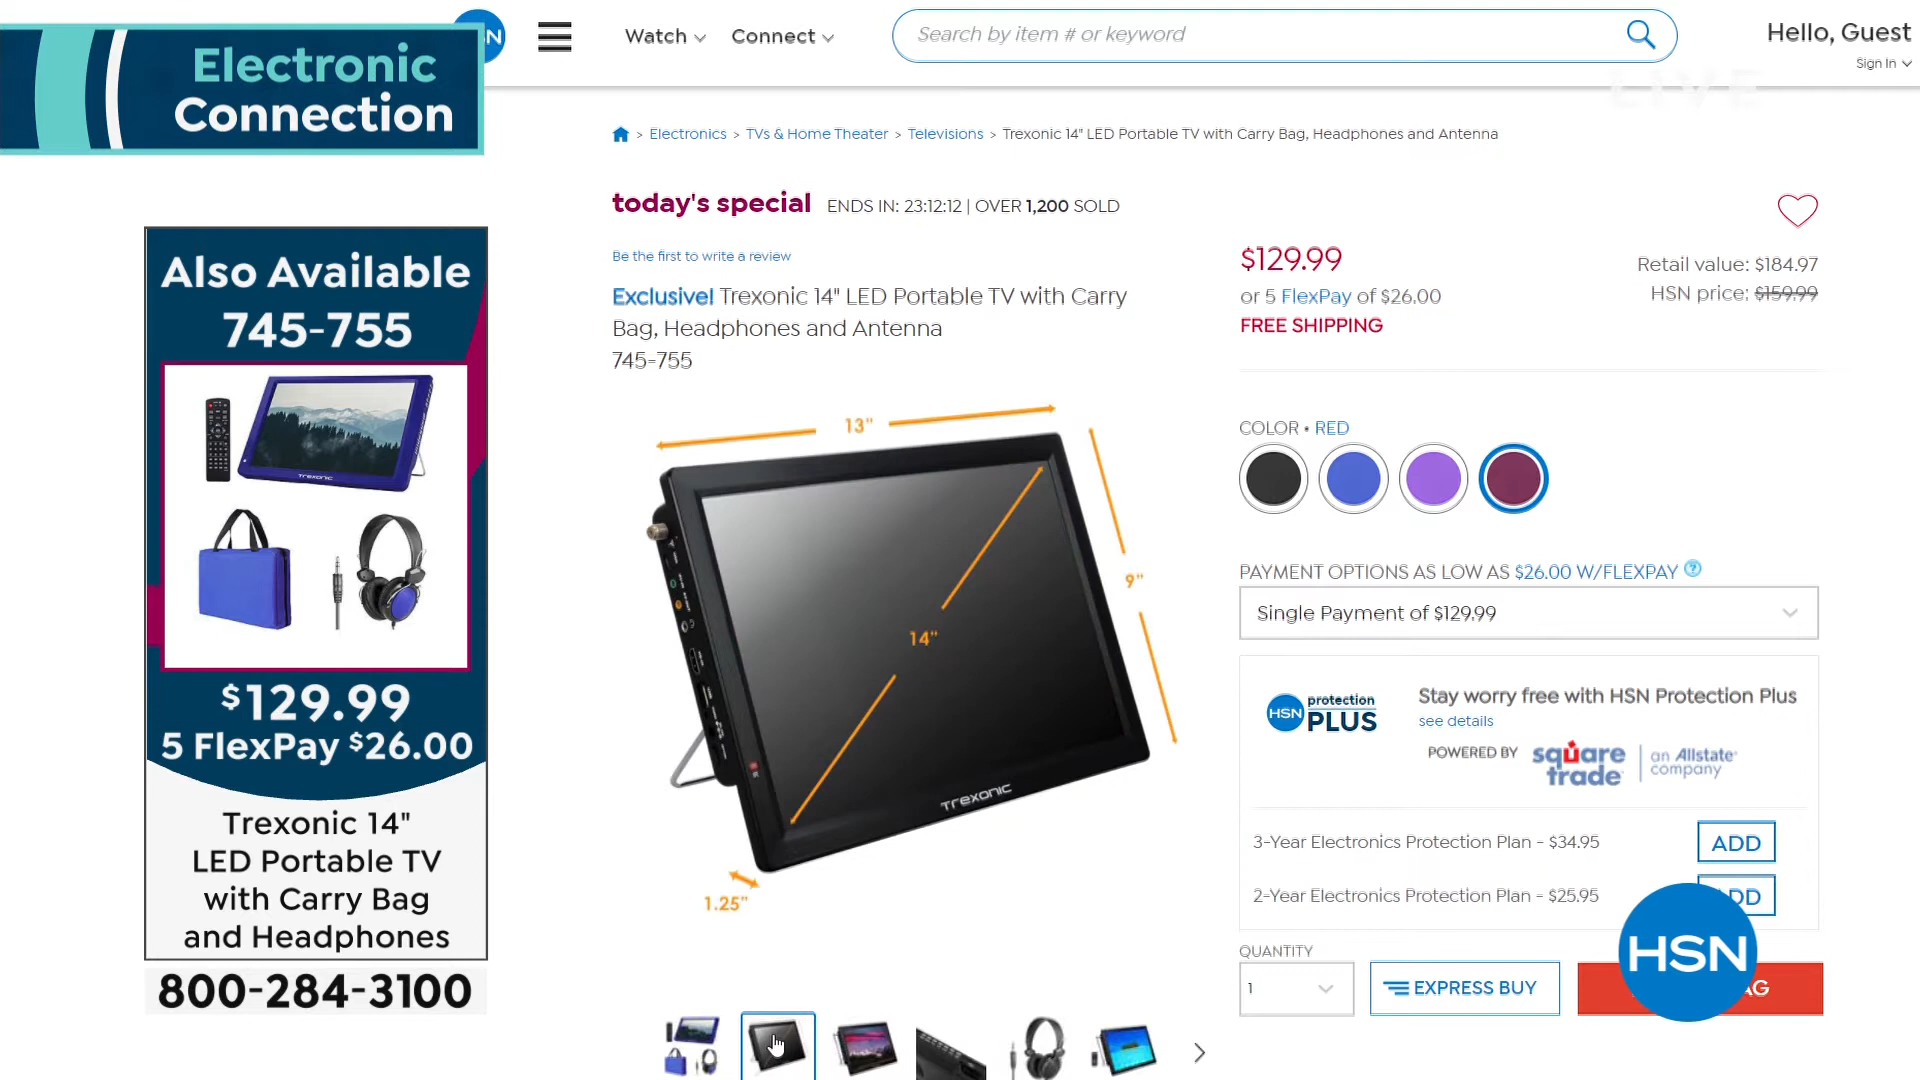 Electronic
Connection
Watch
Connect
Search by item # or keyword
Hello, Guest
Sign In
LIVE
> Electronics > TVs & Home Theater > Televisions > Trexonic 14" LED Portable TV with Carry Bag, Headphones and Antenna
today's special ENDS IN: 23:12:12 | OVER 1,200 SOLD
Be the first to write a review
Exclusive! Trexonic 14" LED Portable TV with Carry
Bag, Headphones and Antenna
745-755
$129.99
or 5 FlexPay of $26.00
FREE SHIPPING
Retail value: $184.97
HSN price: $159.99
Also Available
745-755
TREXONIC
$129.99
5 FlexPay $26.00
Trexonic 14"
LED Portable TV
with Carry Bag
and Headphones
800-284-3100
13"
9"
14"
1.25"
TREXONIC
COLOR • RED
PAYMENT OPTIONS AS LOW AS $26.00 W/FLEXPAY ?
Single Payment of $129.99
HSN protection PLUS
Stay worry free with HSN Protection Plus
see details
POWERED BY square trade an Allstate company
3-Year Electronics Protection Plan - $34.95
ADD
2-Year Electronics Protection Plan - $25.95
QUANTITY
1
EXPRESS BUY
HSN